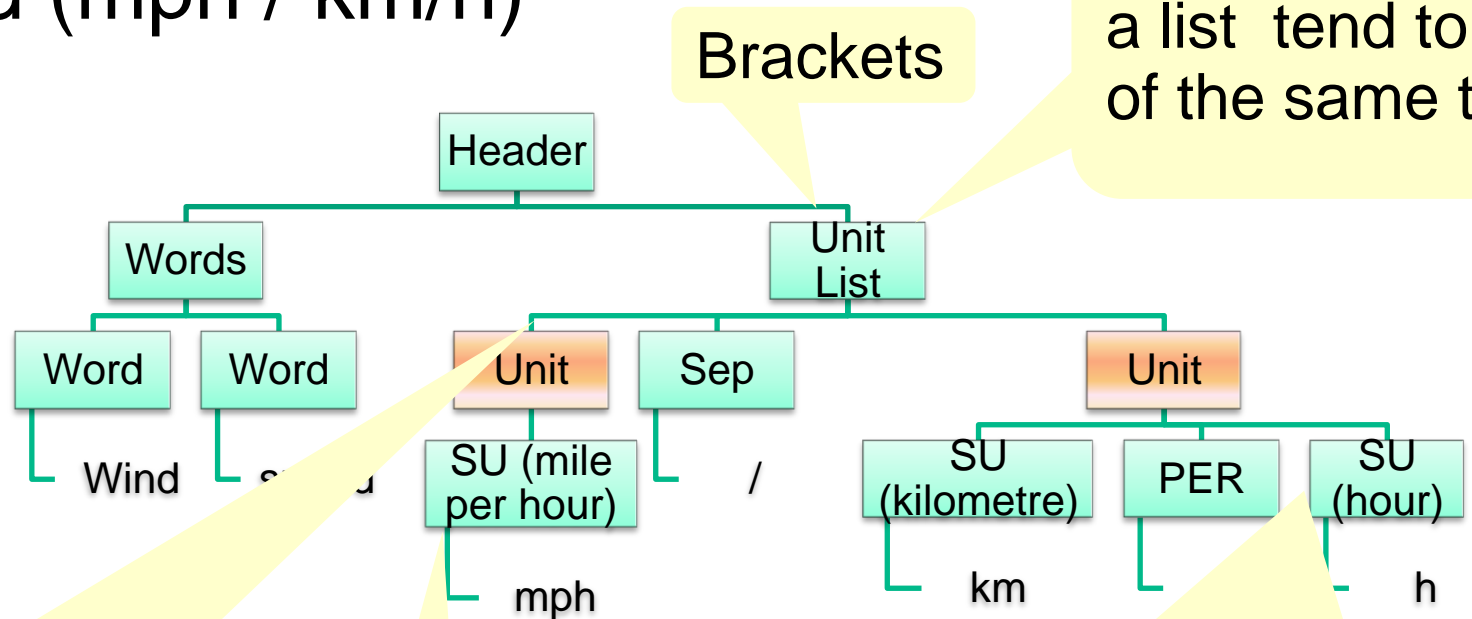 (mph / km/h)
Brackets
a list tend to
of the same
Header
Words
Unit
List
Word
Word
Unit
Sep
Unit
Wind
SU (mile
per hour)
/
SU
(kilometre)
PER
SU
(hour)
mph
km
h